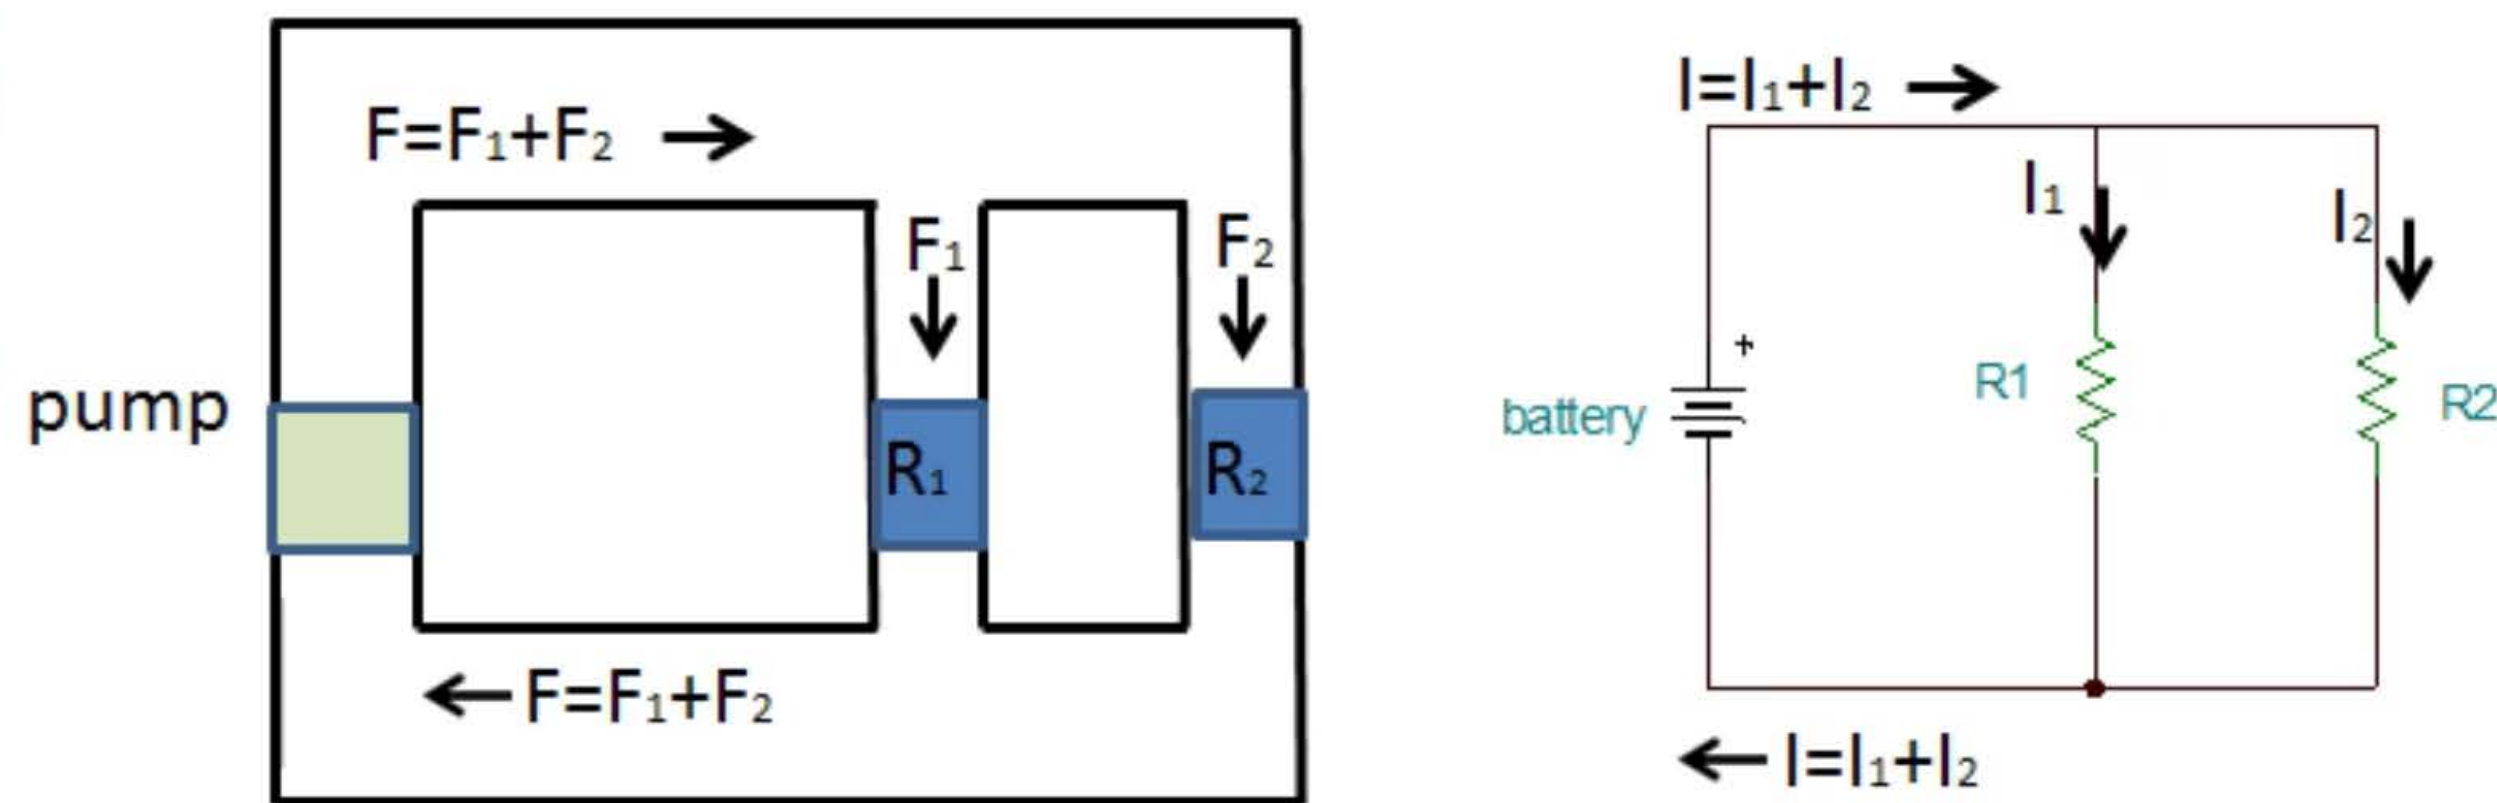 F=F₁+F₂
F₁
F₂
pump
R₁
R₂
F=F₁+F₂
I=I₁+I₂
I₁
I₂
+
battery
R1
R2
I=I₁+I₂